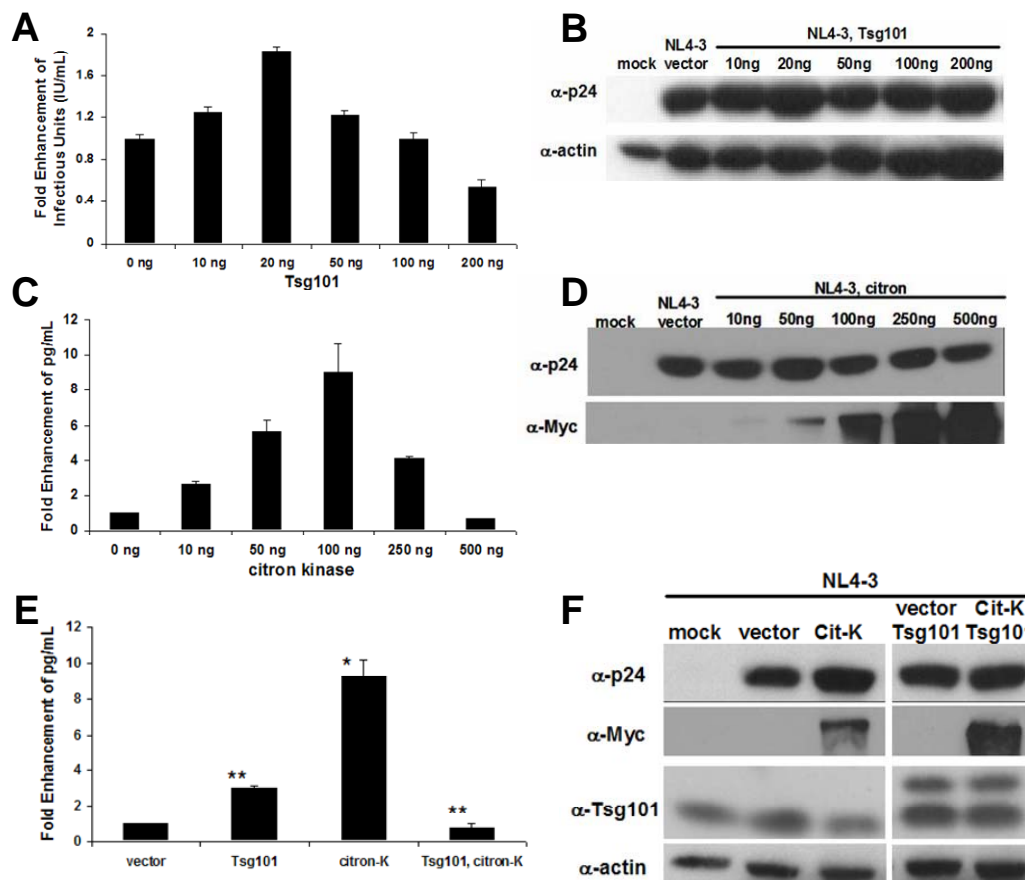 A
Fold Enhancement of
Infectious Units (IU/mL)
2
1.6
1.2
0.8
0.4
0
0 ng 10 ng 20 ng 50 ng 100 ng 200 ng
Tsg101
B
mock
NL4-3
vector
NL4-3, Tsg101
10ng 20ng 50ng 100ng 200ng
α-p24
α-actin
C
Fold Enhancement of pg/mL
12
10
8
6
4
2
0
0 ng 10 ng 50 ng 100 ng 250 ng 500 ng
citron kinase
D
mock
NL4-3
vector
NL4-3, citron
10ng 50ng 100ng 250ng 500ng
α-p24
α-Myc
E
Fold Enhancement of pg/mL
12
10
8
6
4
2
0
** * **
vector Tsg101 citron-K Tsg101, citron-K
F
NL4-3
mock vector Cit-K
vector Cit-K
Tsg101 Tsg10
α-p24
α-Myc
α-Tsg101
α-actin